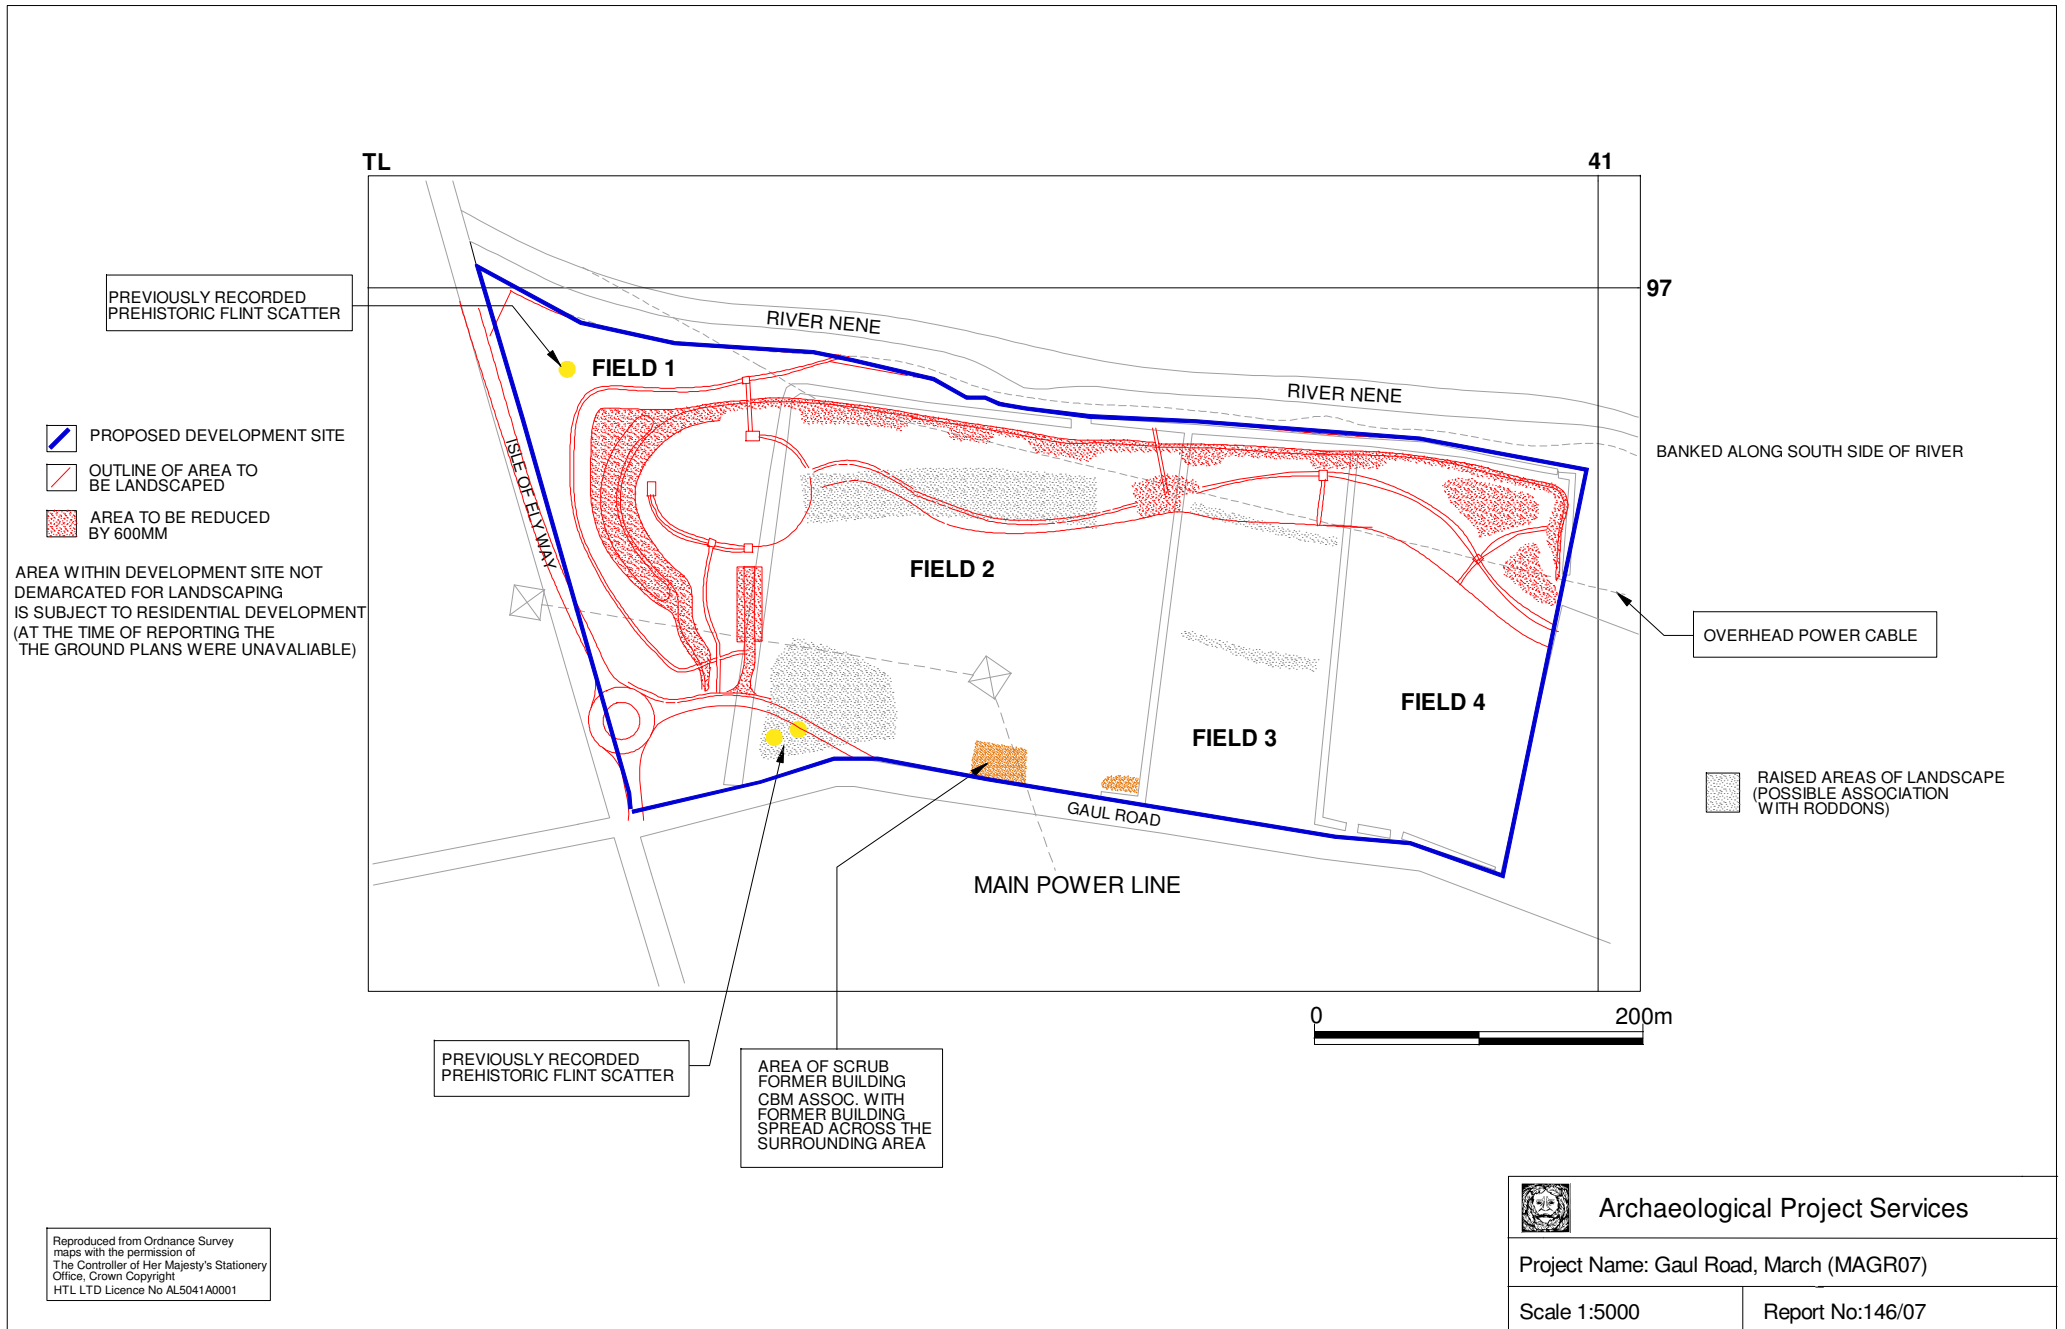 TL
41
97
PREVIOUSLY RECORDED
PREHISTORIC FLINT SCATTER
RIVER NENE
FIELD 1
RIVER NENE
PROPOSED DEVELOPMENT SITE
OUTLINE OF AREA TO
BE LANDSCAPED
AREA TO BE REDUCED
BY 600MM
AREA WITHIN DEVELOPMENT SITE NOT
DEMARCATED FOR LANDSCAPING
IS SUBJECT TO RESIDENTIAL DEVELOPMENT
(AT THE TIME OF REPORTING THE
THE GROUND PLANS WERE UNAVALIABLE)
ISLE OF ELY WAY
BANKED ALONG SOUTH SIDE OF RIVER
FIELD 2
OVERHEAD POWER CABLE
FIELD 4
FIELD 3
RAISED AREAS OF LANDSCAPE
(POSSIBLE ASSOCIATION
WITH RODDONS)
GAUL ROAD
MAIN POWER LINE
0
200m
PREVIOUSLY RECORDED
PREHISTORIC FLINT SCATTER
AREA OF SCRUB
FORMER BUILDING
CBM ASSOC. WITH
FORMER BUILDING
SPREAD ACROSS THE
SURROUNDING AREA
Reproduced from Ordnance Survey
maps with the permission of
The Controller of Her Majesty's Stationery
Office, Crown Copyright
HTL LTD Licence No AL5041A0001
Archaeological Project Services
Project Name: Gaul Road, March (MAGR07)
Scale 1:5000
Report No:146/07